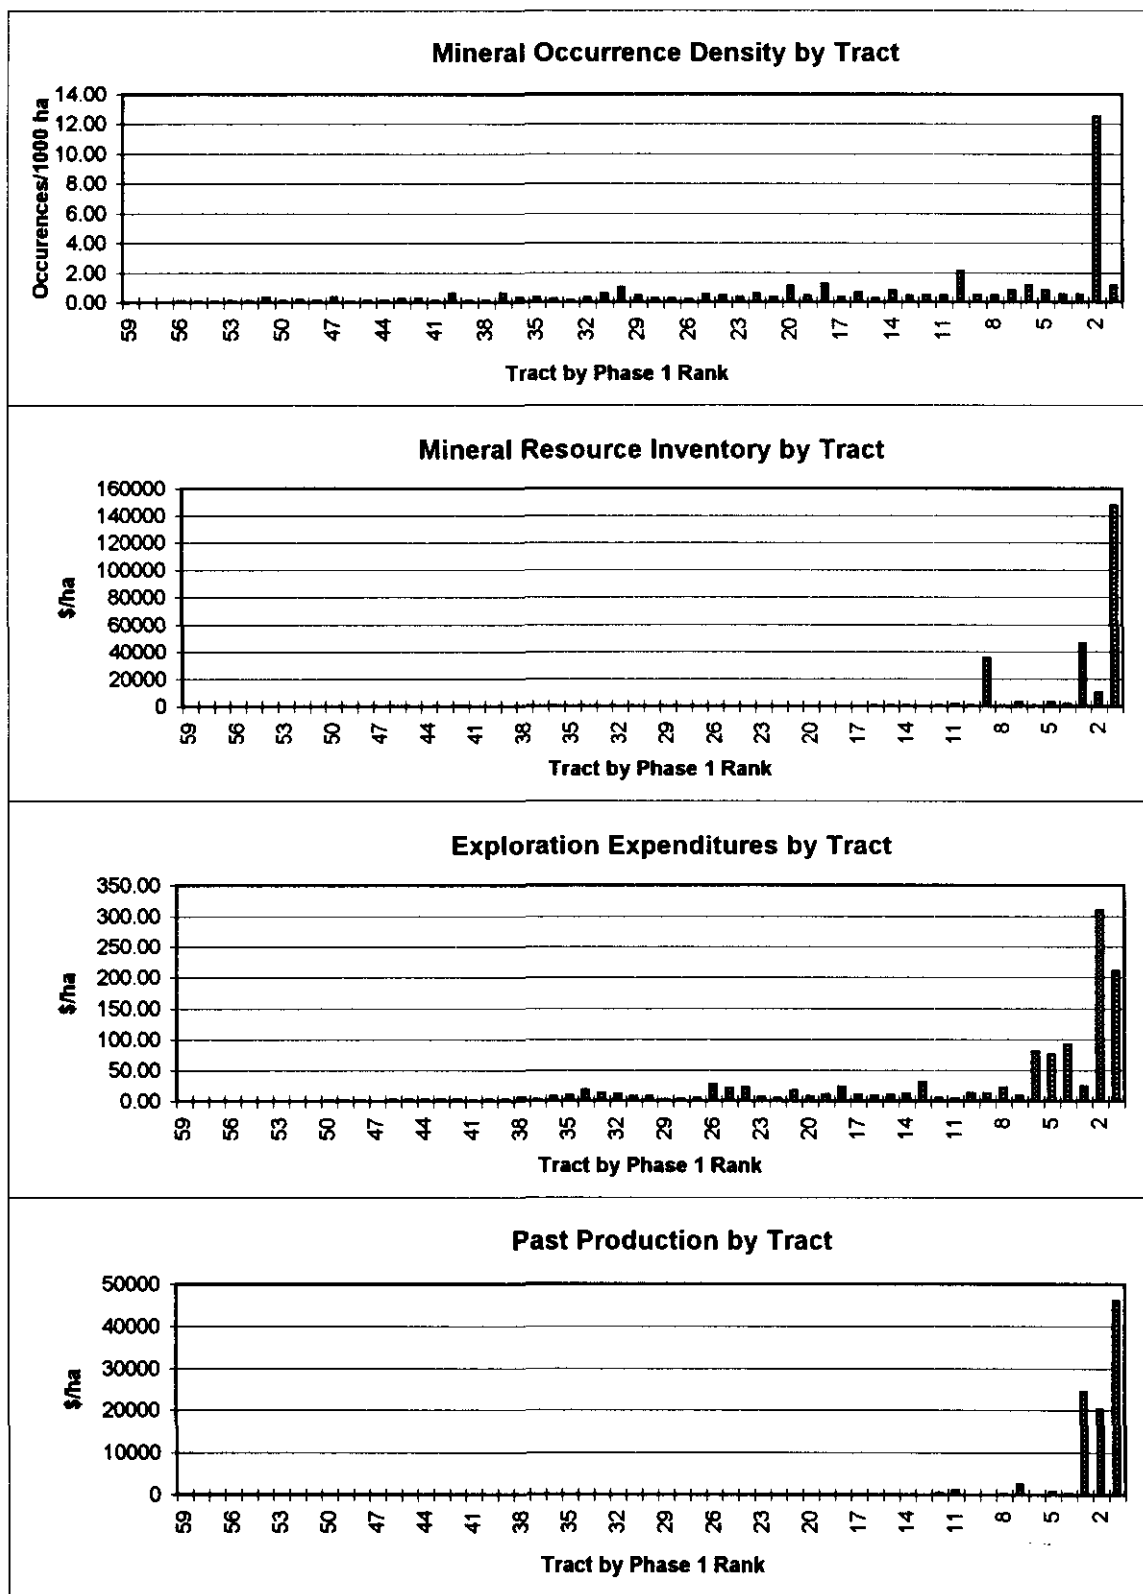 Mineral Occurrence Density by Tract
Occurences/1000 ha
14.00
12.00
10.00
8.00
6.00
4.00
2.00
0.00
59 56 53 50 47 44 41 38 35 32 29 26 23 20 17 14 11 8 5 2
Tract by Phase 1 Rank
Mineral Resource Inventory by Tract
$/ha
160000
140000
120000
100000
80000
60000
40000
20000
0
59 56 53 50 47 44 41 38 35 32 29 26 23 20 17 14 11 8 5 2
Tract by Phase 1 Rank
Exploration Expenditures by Tract
$/ha
350.00
300.00
250.00
200.00
150.00
100.00
50.00
0.00
59 56 53 50 47 44 41 38 35 32 29 26 23 20 17 14 11 8 5 2
Tract by Phase 1 Rank
Past Production by Tract
$/ha
50000
40000
30000
20000
10000
0
59 56 53 50 47 44 41 38 35 32 29 26 23 20 17 14 11 8 5 2
Tract by Phase 1 Rank